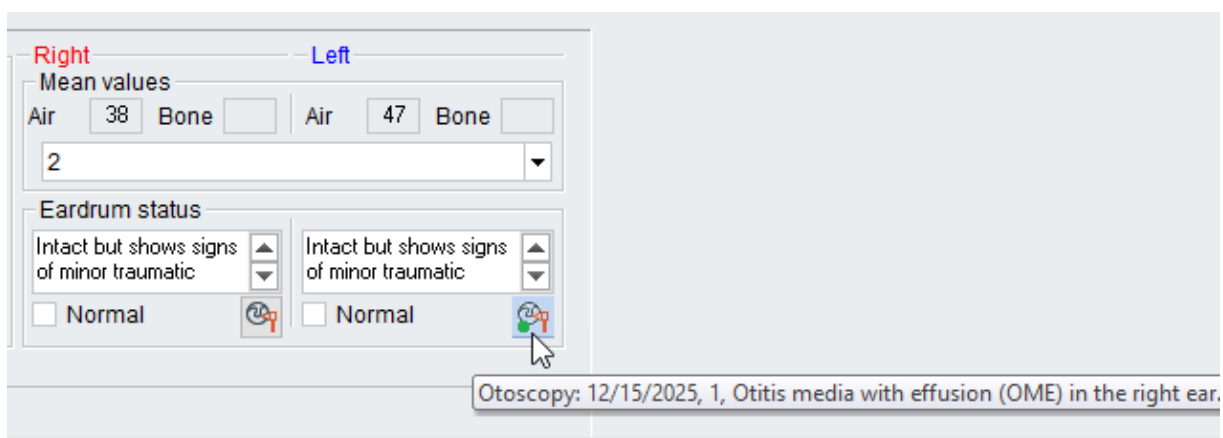 Right Left
Mean values
Air 38 Bone Air 47 Bone
2
Eardrum status
Intact but shows signs Intact but shows signs
of minor traumatic of minor traumatic
Normal Normal
Otoscopy: 12/15/2025, 1, Otitis media with effusion (OME) in the right ear.